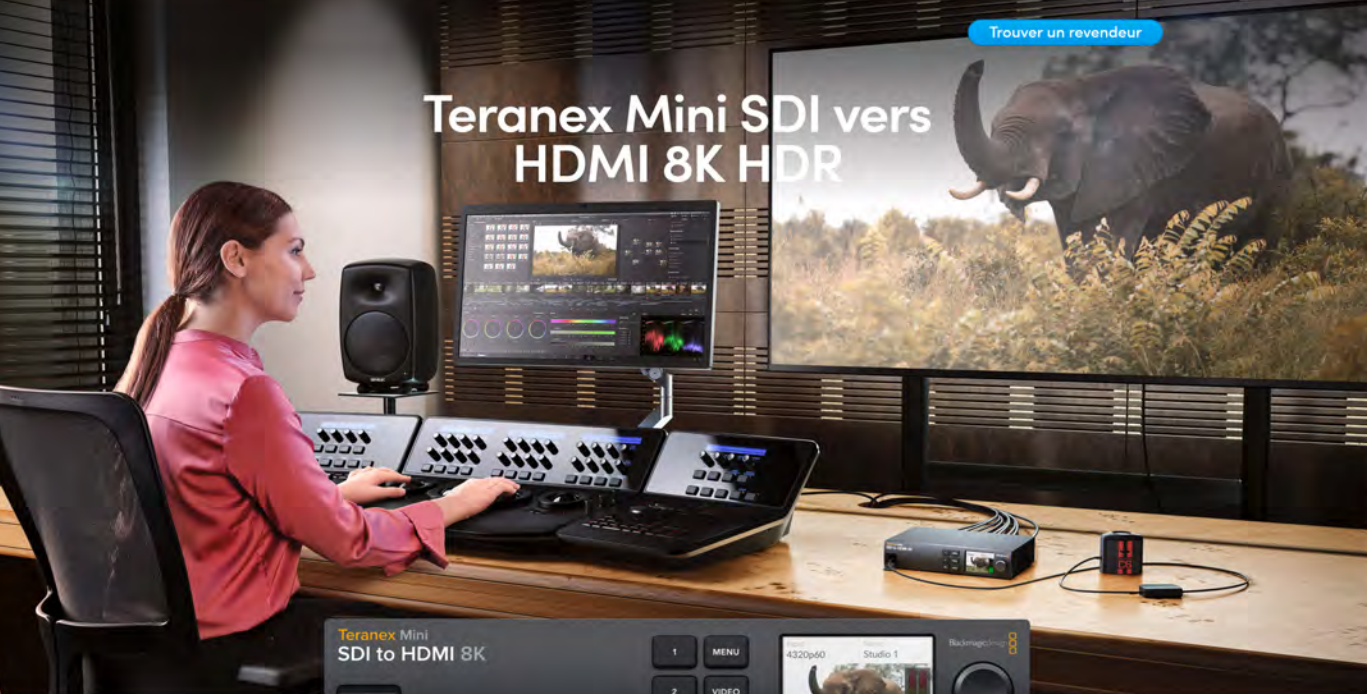 Trouver un revendeur
Teranex Mini SDI vers
HDMI 8K HDR
Teranex Mini
SDI to HDMI 8K
1
MENU
4320p60
Studio 1
Blackmagicdesign
2
VIDEO